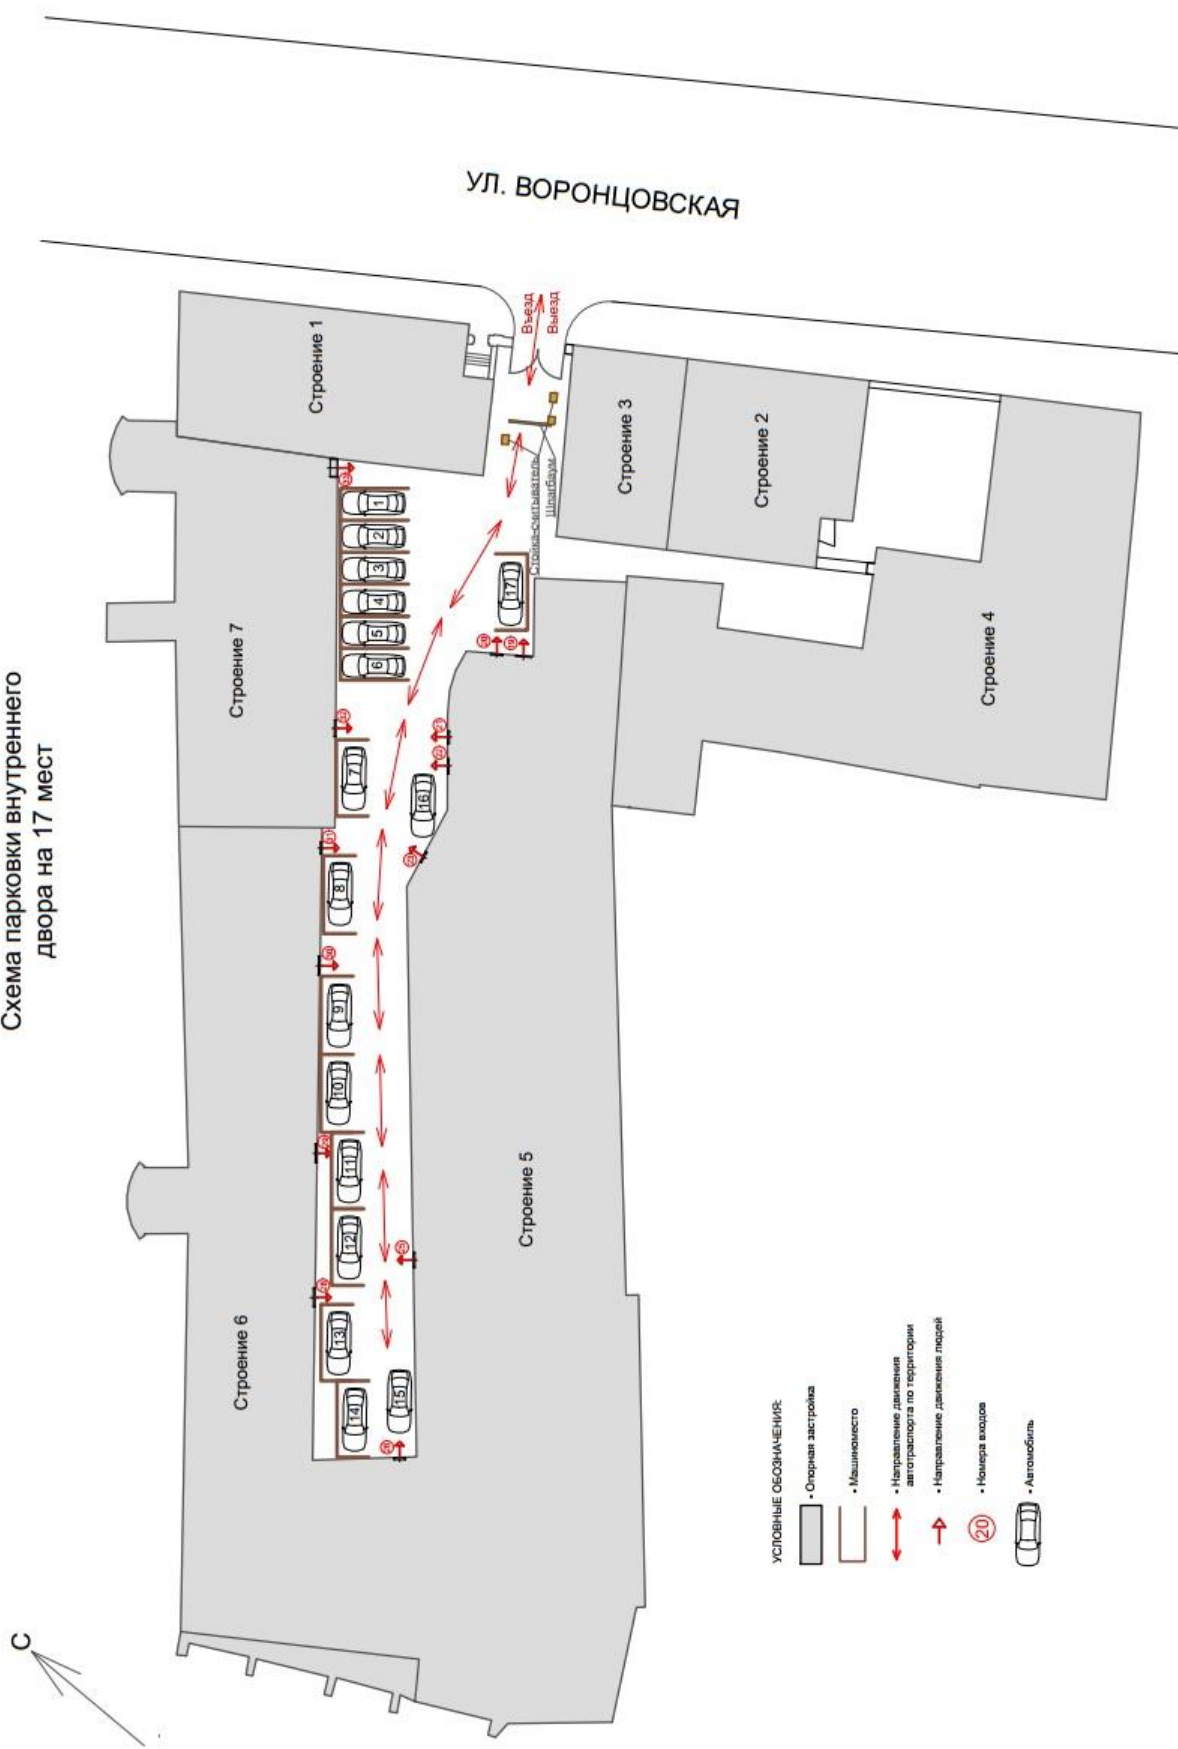 Схема парковки внутреннего
двора на 17 мест
УЛ. ВОРОНЦОВСКАЯ
Въезд
Выезд
Строение 1
Строение 3
Строение 2
Строение 4
Строение 7
Строение 6
Строение 5
Стойка-считыватель
Шлагбаум
1
2
3
4
5
6
7
8
9
10
11
12
13
14
15
16
17
С
УСЛОВНЫЕ ОБОЗНАЧЕНИЯ:
- Опорная застройка
- Машиноместо
- Направление движения
автотраспорта по территории
- Направление движения людей
20
- Номера входов
- Автомобиль